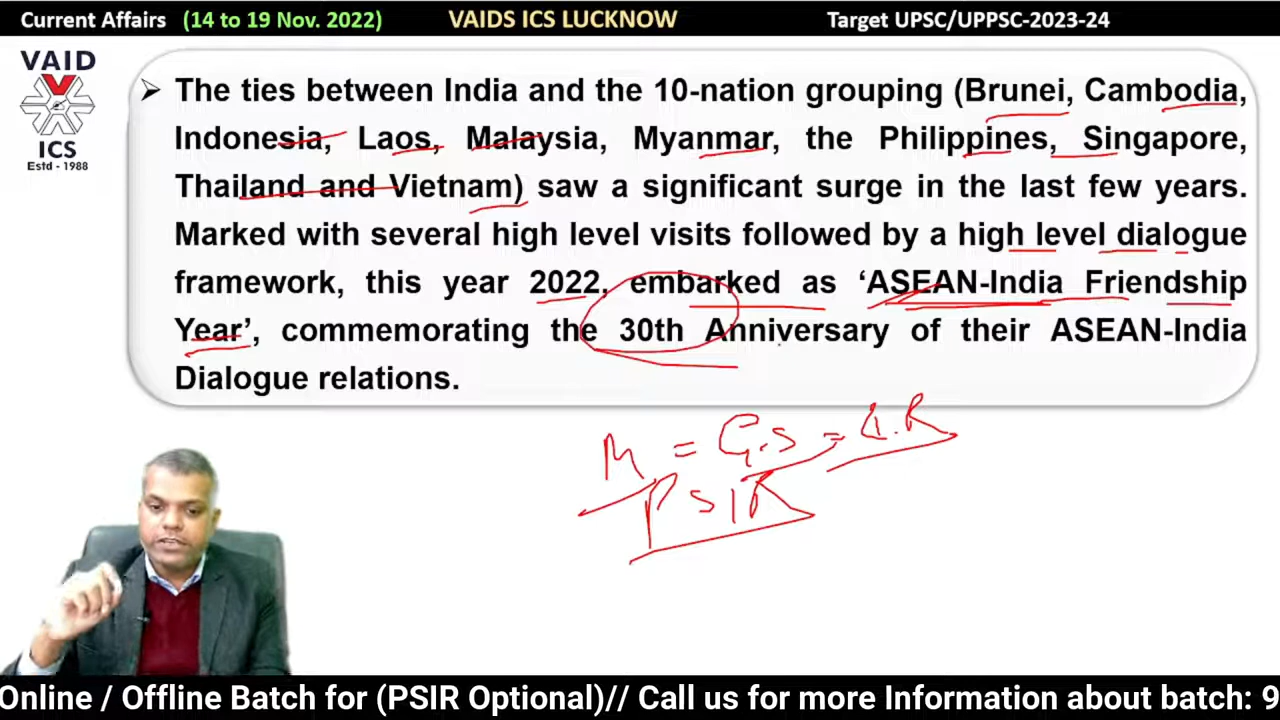 Current Affairs (14 to 19 Nov. 2022) VAIDS ICS LUCKNOW Target UPSC/UPPSC-2023-24
VAID
ICS
Estd - 1988
➤ The ties between India and the 10-nation grouping (Brunei, Cambodia,
Indonesia, Laos, Malaysia, Myanmar, the Philippines, Singapore,
Thailand and Vietnam) saw a significant surge in the last few years.
Marked with several high level visits followed by a high level dialogue
framework, this year 2022, embarked as ‘ASEAN-India Friendship
Year’, commemorating the 30th Anniversary of their ASEAN-India
Dialogue relations.
M = G.S =
PSIR
Online / Offline Batch for (PSIR Optional)// Call us for more Information about batch: 9